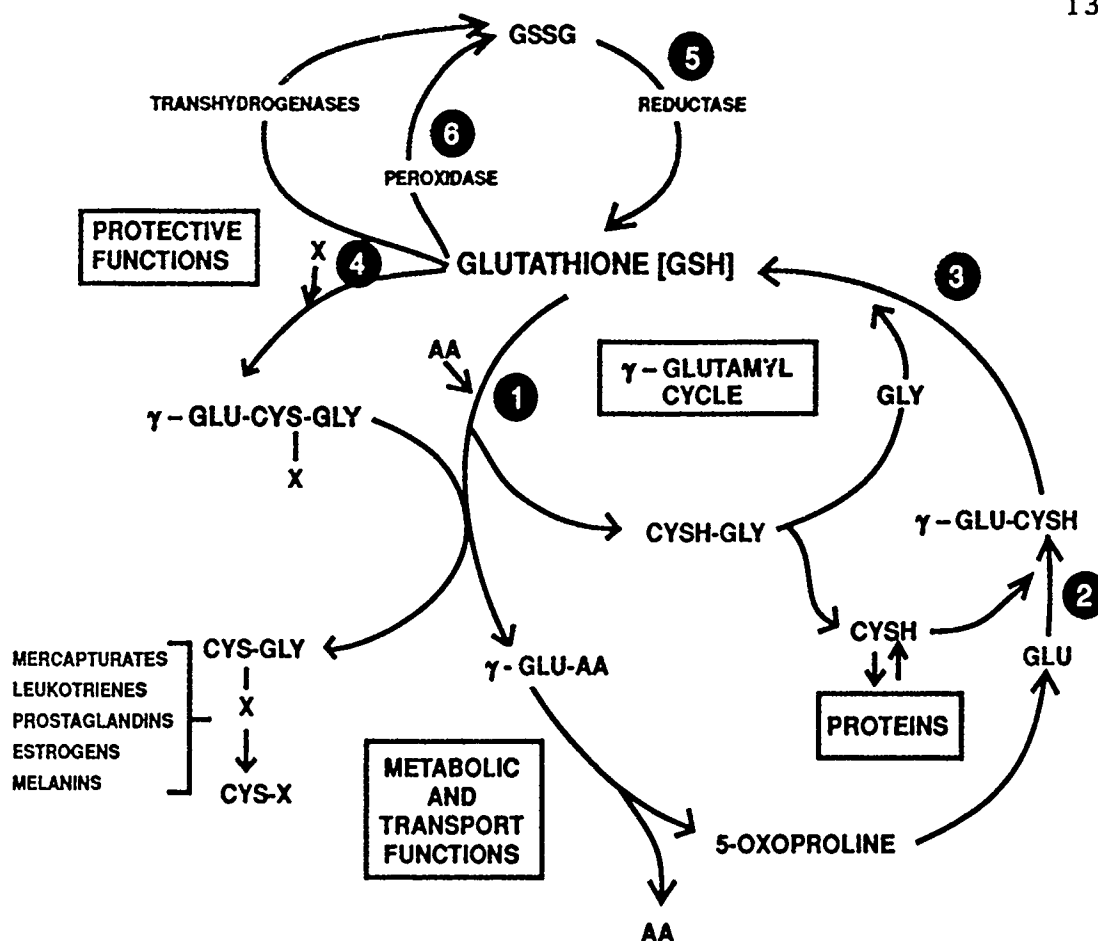 13
GSSG
5
TRANSHYDROGENASES
REDUCTASE
6
PEROXIDASE
PROTECTIVE
FUNCTIONS
X
4
GLUTATHIONE [GSH]
3
AA
γ – GLUTAMYL
CYCLE
1
GLY
γ – GLU-CYS-GLY
X
CYSH-GLY
γ – GLU-CYSH
2
CYSH
GLU
PROTEINS
MERCAPTURATES
LEUKOTRIENES
PROSTAGLANDINS
ESTROGENS
MELANINS
CYS-GLY
X
CYS-X
γ - GLU-AA
METABOLIC
AND
TRANSPORT
FUNCTIONS
5-OXOPROLINE
AA